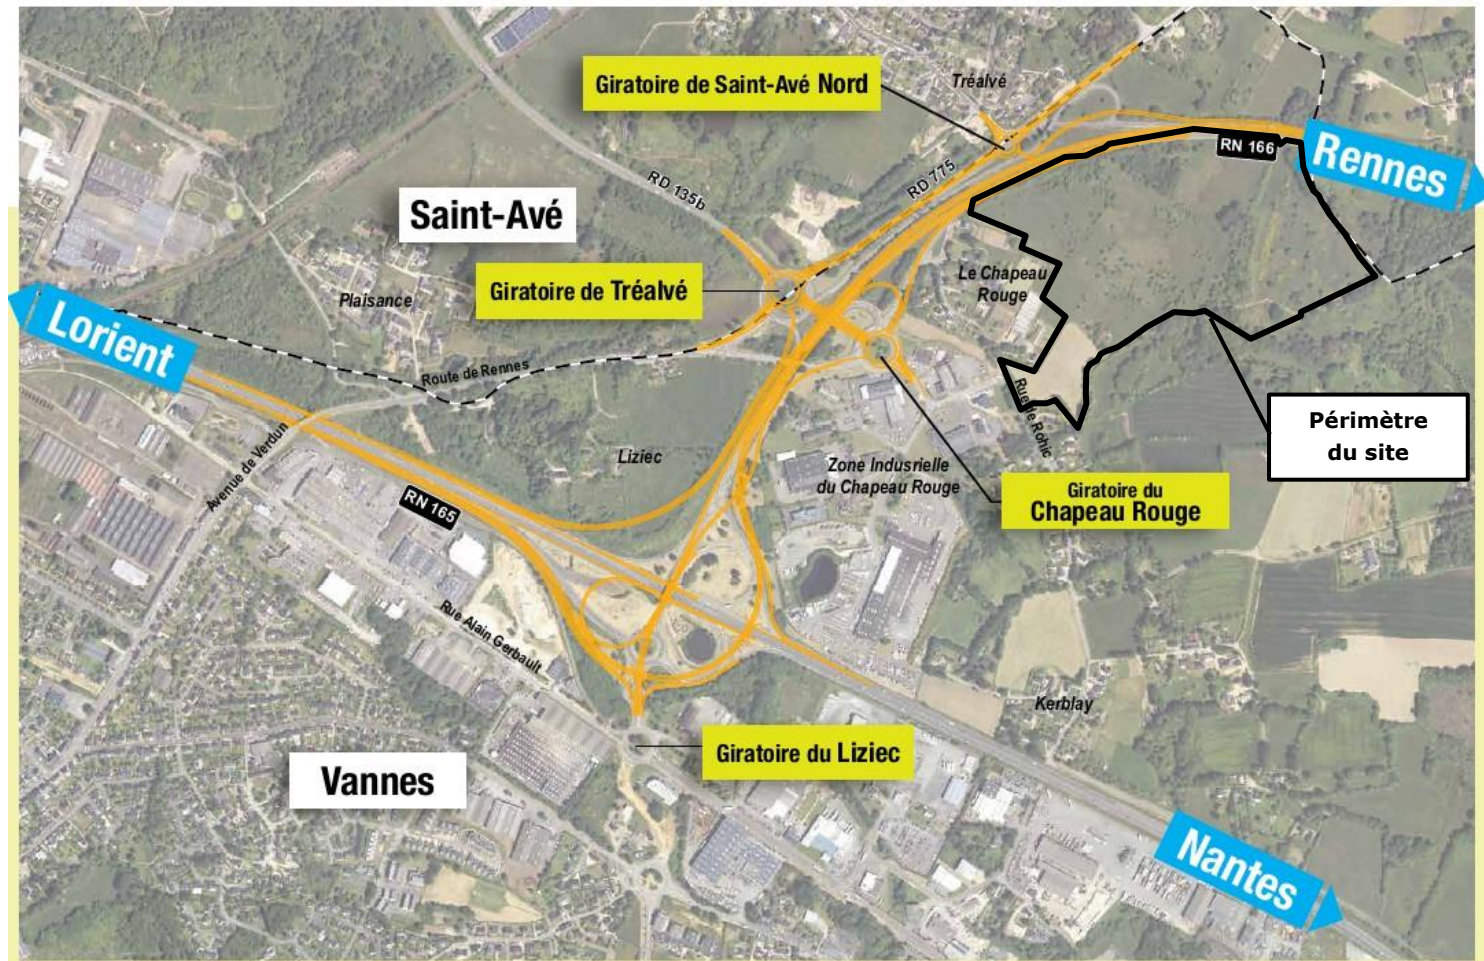 Giratoire de Saint-Avé Nord
Tréalvé
RN 166
Rennes
RD 775
RD 135b
Saint-Avé
Giratoire de Tréalvé
Plaisance
Le Chapeau
Rouge
Lorient
Route de Rennes
Rue de Rohic
Périmètre
du site
Avenue de Verdun
Liziec
Zone Indusrielle
du Chapeau Rouge
RN 165
Giratoire du
Chapeau Rouge
Rue Alain Gerbault
Kerblay
Giratoire du Liziec
Vannes
Nantes